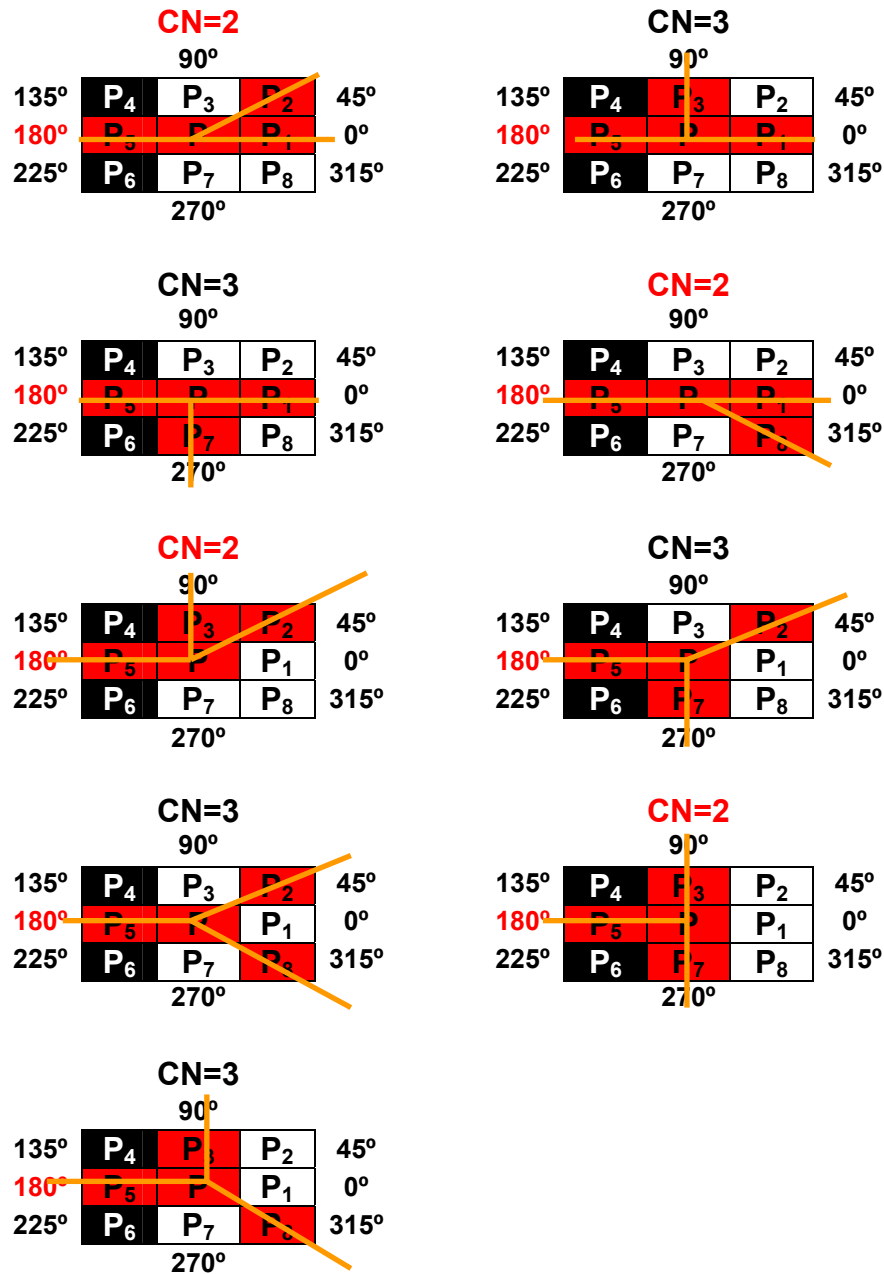 CN=2
90º
135º P4 P3 P2 45º
180º P5 P P1 0º
225º P6 P7 P8 315º
270º
CN=3
90º
135º P4 P3 P2 45º
180º P5 P P1 0º
225º P6 P7 P8 315º
270º
CN=3
90º
135º P4 P3 P2 45º
180º P5 P P1 0º
225º P6 P7 P8 315º
270º
CN=2
90º
135º P4 P3 P2 45º
180º P5 P P1 0º
225º P6 P7 P8 315º
270º
CN=2
90º
135º P4 P3 P2 45º
180º P5 P P1 0º
225º P6 P7 P8 315º
270º
CN=3
90º
135º P4 P3 P2 45º
180º P5 P P1 0º
225º P6 P7 P8 315º
270º
CN=3
90º
135º P4 P3 P2 45º
180º P5 P P1 0º
225º P6 P7 P8 315º
270º
CN=2
90º
135º P4 P3 P2 45º
180º P5 P P1 0º
225º P6 P7 P8 315º
270º
CN=3
90º
135º P4 P3 P2 45º
180º P5 P P1 0º
225º P6 P7 P8 315º
270º